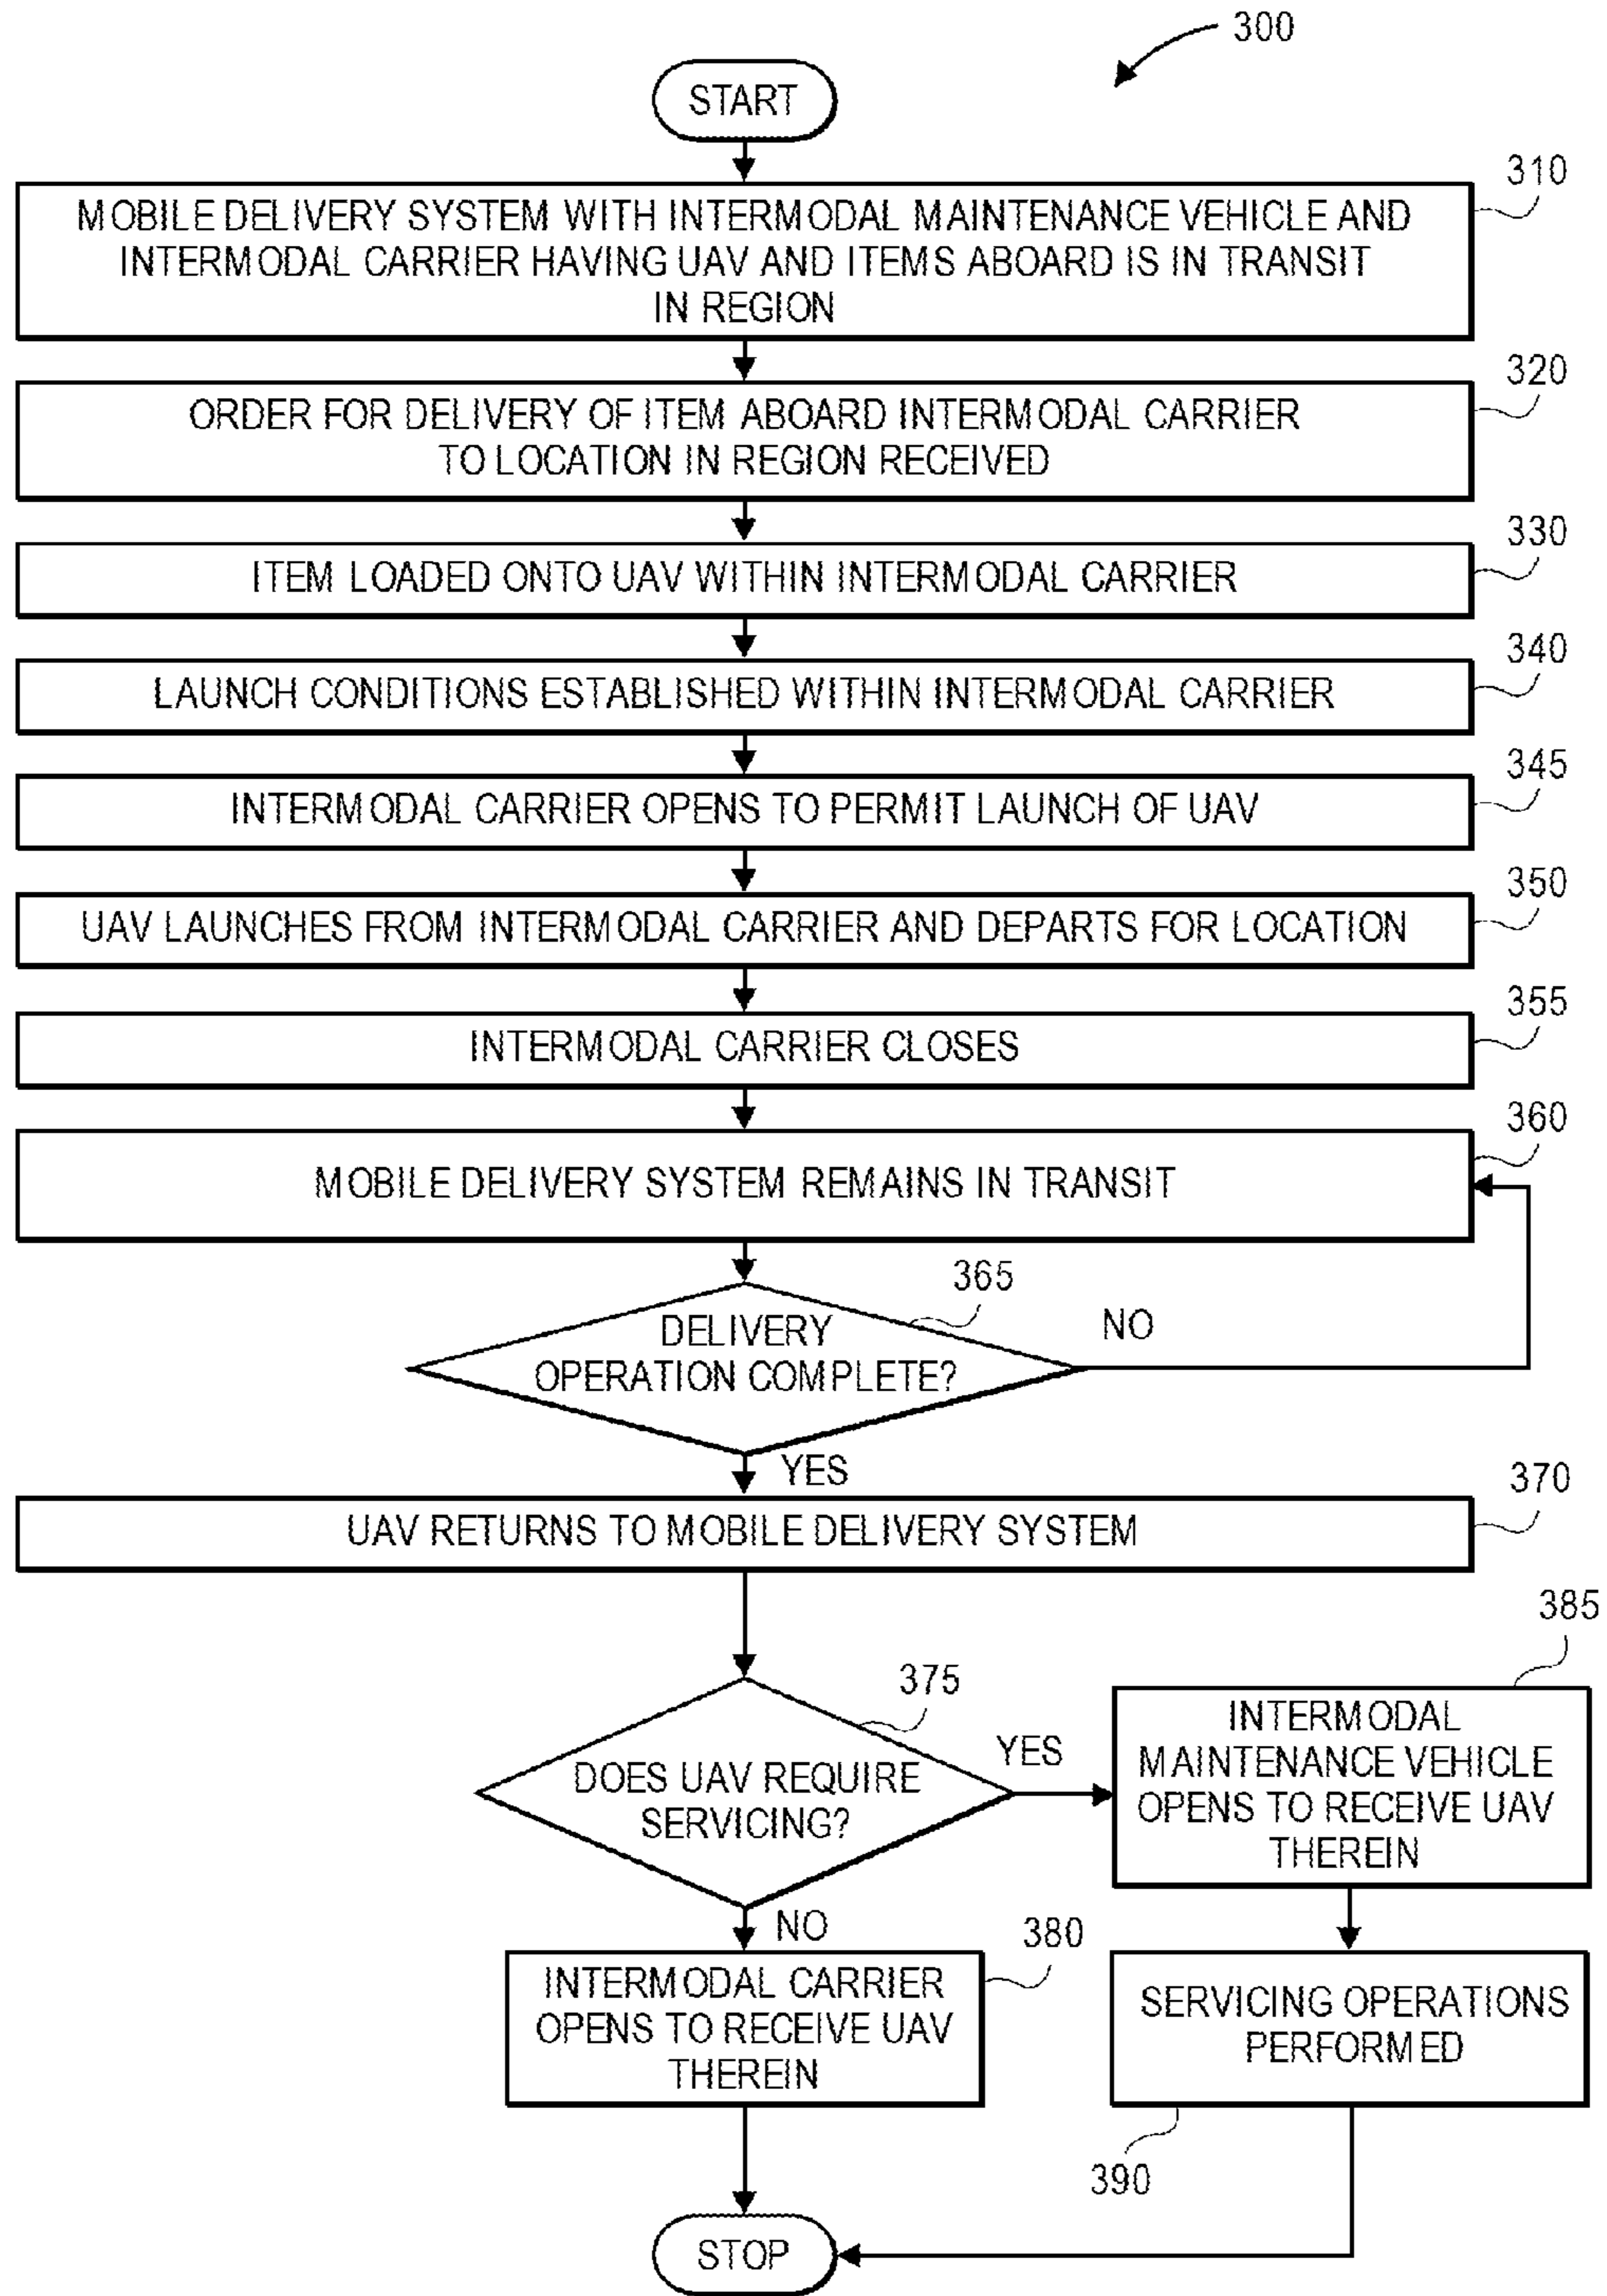 300
START
310
MOBILE DELIVERY SYSTEM WITH INTERMODAL MAINTENANCE VEHICLE AND
INTERMODAL CARRIER HAVING UAV AND ITEMS ABOARD IS IN TRANSIT
IN REGION
320
ORDER FOR DELIVERY OF ITEM ABOARD INTERMODAL CARRIER
TO LOCATION IN REGION RECEIVED
330
ITEM LOADED ONTO UAV WITHIN INTERMODAL CARRIER
340
LAUNCH CONDITIONS ESTABLISHED WITHIN INTERMODAL CARRIER
345
INTERMODAL CARRIER OPENS TO PERMIT LAUNCH OF UAV
350
UAV LAUNCHES FROM INTERMODAL CARRIER AND DEPARTS FOR LOCATION
355
INTERMODAL CARRIER CLOSES
360
MOBILE DELIVERY SYSTEM REMAINS IN TRANSIT
365
DELIVERY
OPERATION COMPLETE?
NO
YES
370
UAV RETURNS TO MOBILE DELIVERY SYSTEM
375
DOES UAV REQUIRE
SERVICING?
YES
385
INTERMODAL
MAINTENANCE VEHICLE
OPENS TO RECEIVE UAV
THEREIN
NO
380
INTERMODAL CARRIER
OPENS TO RECEIVE UAV
THEREIN
SERVICING OPERATIONS
PERFORMED
390
STOP